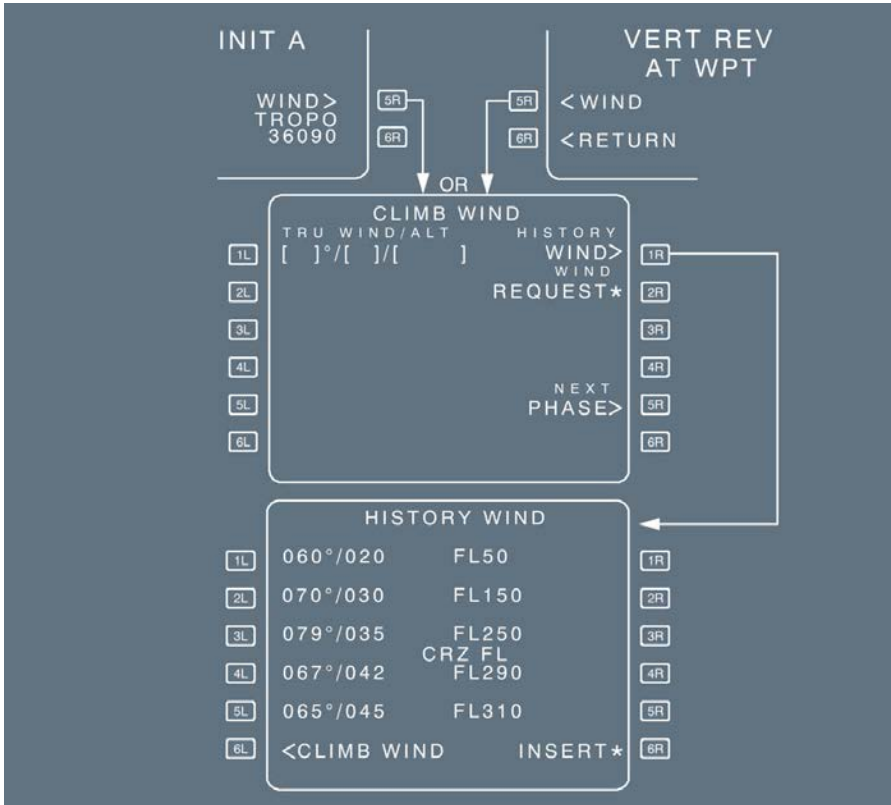 INIT A
WIND>
TROPO
36090
5R
6R
VERT REV
AT WPT
5R
<WIND
6R
<RETURN
OR
CLIMB WIND
TRU WIND/ALT HISTORY
1L [ ]°/[ ]/[ ] WIND> 1R
WIND
2L REQUEST* 2R
3L 3R
4L 4R
NEXT
5L PHASE> 5R
6L 6R
HISTORY WIND
1L 060°/020 FL50 1R
2L 070°/030 FL150 2R
3L 079°/035 FL250 3R
CRZ FL
4L 067°/042 FL290 4R
5L 065°/045 FL310 5R
6L <CLIMB WIND INSERT* 6R